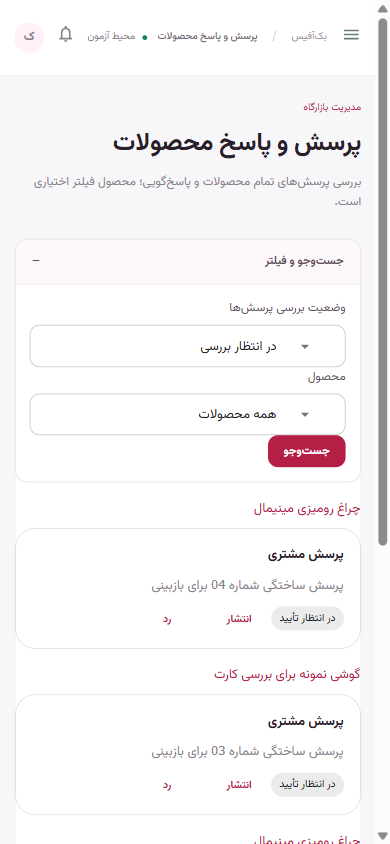 بک‌آفیس / پرسش و پاسخ محصولات محیط آزمون ک
مدیریت بازارگاه
پرسش و پاسخ محصولات
بررسی پرسش‌های تمام محصولات و پاسخ‌گویی؛ محصول فیلتر اختیاری
است.
جست‌وجو و فیلتر −
وضعیت بررسی پرسش‌ها
در انتظار بررسی
محصول
همه محصولات
جست‌وجو
چراغ رومیزی مینیمال
پرسش مشتری
پرسش ساختگی شماره 04 برای بازبینی
در انتظار تأیید انتشار رد
گوشی نمونه برای بررسی کارت
پرسش مشتری
پرسش ساختگی شماره 03 برای بازبینی
در انتظار تأیید انتشار رد
چراغ رومیزی مینیمال